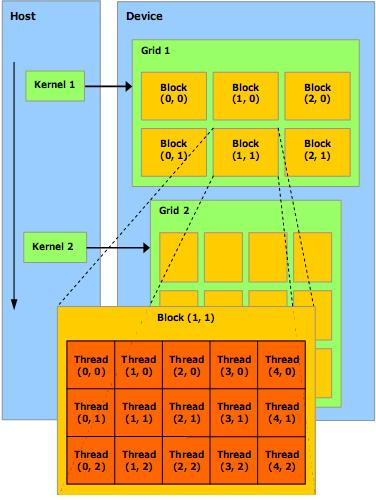 Host
Device
Grid 1
Kernel 1
Block
(0, 0)
Block
(1, 0)
Block
(2, 0)
Block
(0, 1)
Block
(1, 1)
Block
(2, 1)
Grid 2
Kernel 2
Block (1, 1)
Thread
(0, 0)
Thread
(1, 0)
Thread
(2, 0)
Thread
(3, 0)
Thread
(4, 0)
Thread
(0, 1)
Thread
(1, 1)
Thread
(2, 1)
Thread
(3, 1)
Thread
(4, 1)
Thread
(0, 2)
Thread
(1, 2)
Thread
(2, 2)
Thread
(3, 2)
Thread
(4, 2)